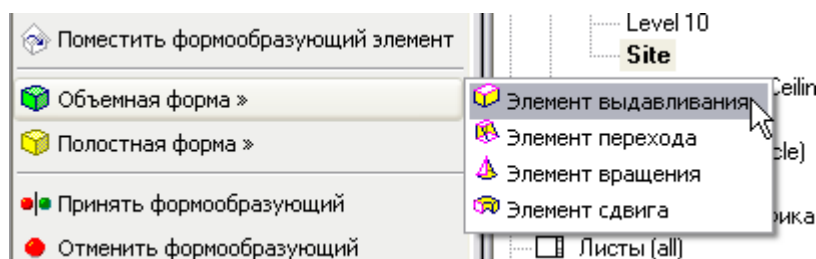 Level 10
Поместить формообразующий элемент
Site
Объемная форма »
Элемент выдавливания
Полостная форма »
Элемент перехода
Элемент вращения
Принять формообразующий
Элемент сдвига
Отменить формообразующий
Листы (all)